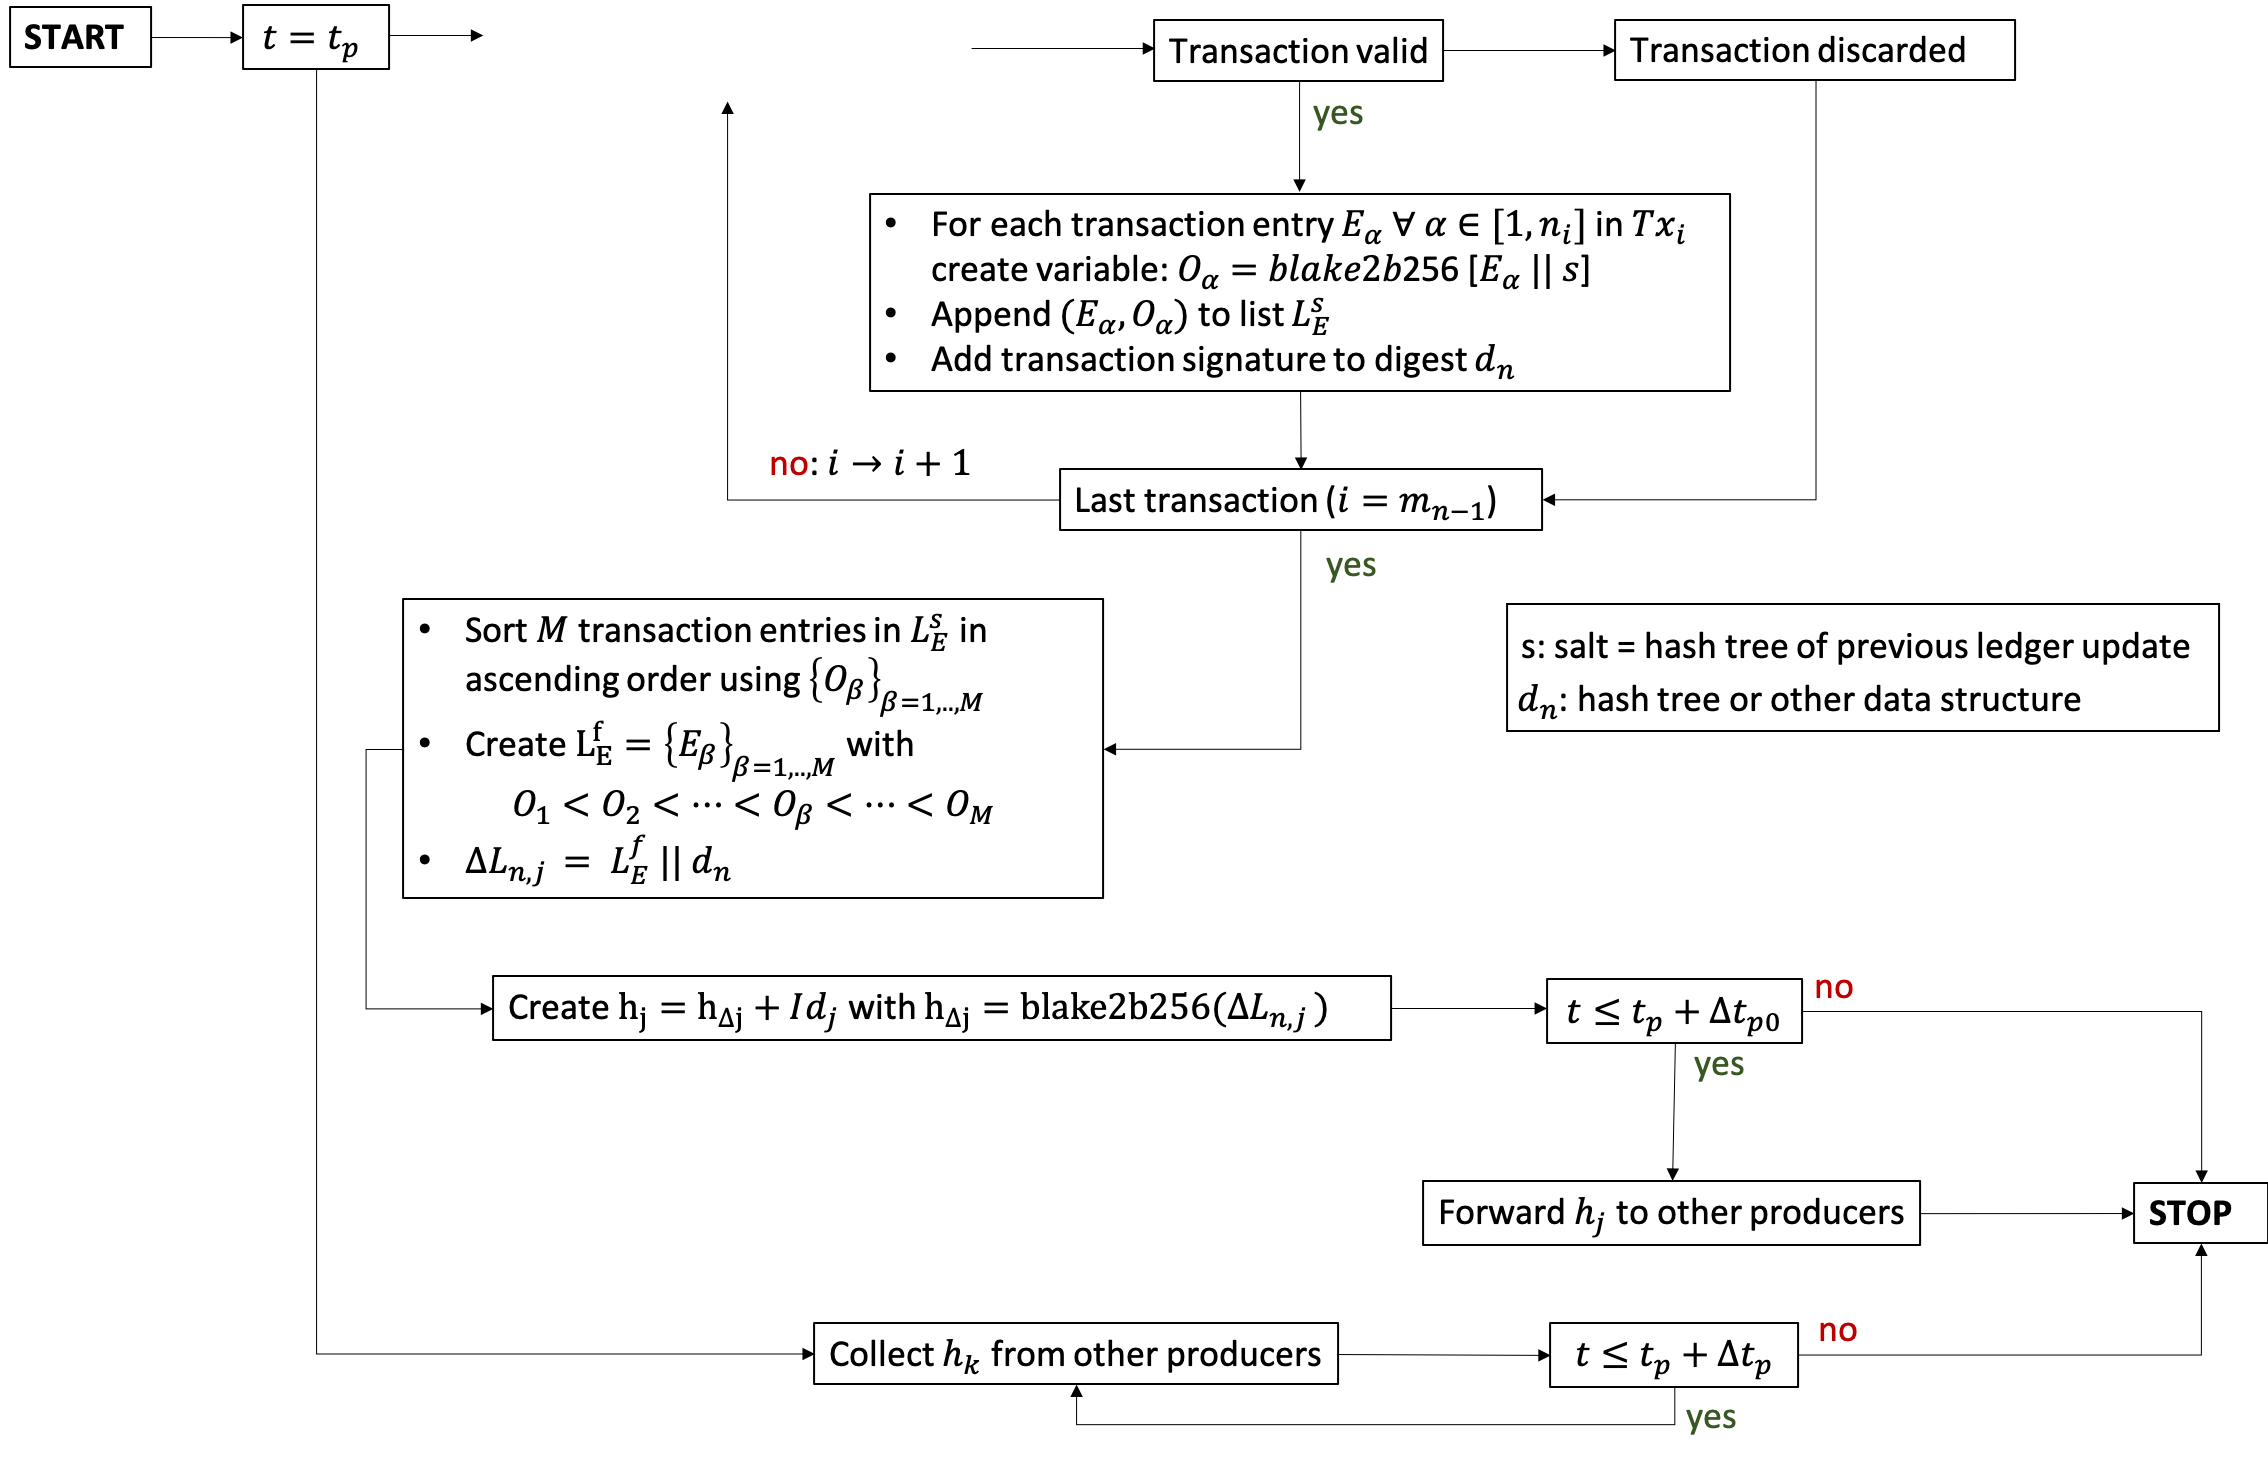 START
t = tₚ
Transaction valid
Transaction discarded
yes
• For each transaction entry E_α ∀ α ∈ [1, n_i] in Tx_i
create variable: O_α = blake2b256 [E_α || s]
• Append (E_α, O_α) to list L_E^s
• Add transaction signature to digest d_n
no: i → i + 1
Last transaction (i = m_{n−1})
yes
• Sort M transaction entries in L_E^s in
ascending order using {O_β}_{β=1,..,M}
• Create L_E^f = {E_β}_{β=1,..,M} with
O_1 < O_2 < ⋯ < O_β < ⋯ < O_M
• ΔL_{n,j} = L_E^f || d_n
s: salt = hash tree of previous ledger update
d_n: hash tree or other data structure
Create h_j = h_{Δj} + Id_j with h_{Δj} = blake2b256(ΔL_{n,j})
t ≤ t_p + Δt_{p0}
no
yes
Forward h_j to other producers
STOP
Collect h_k from other producers
t ≤ t_p + Δt_p
no
yes